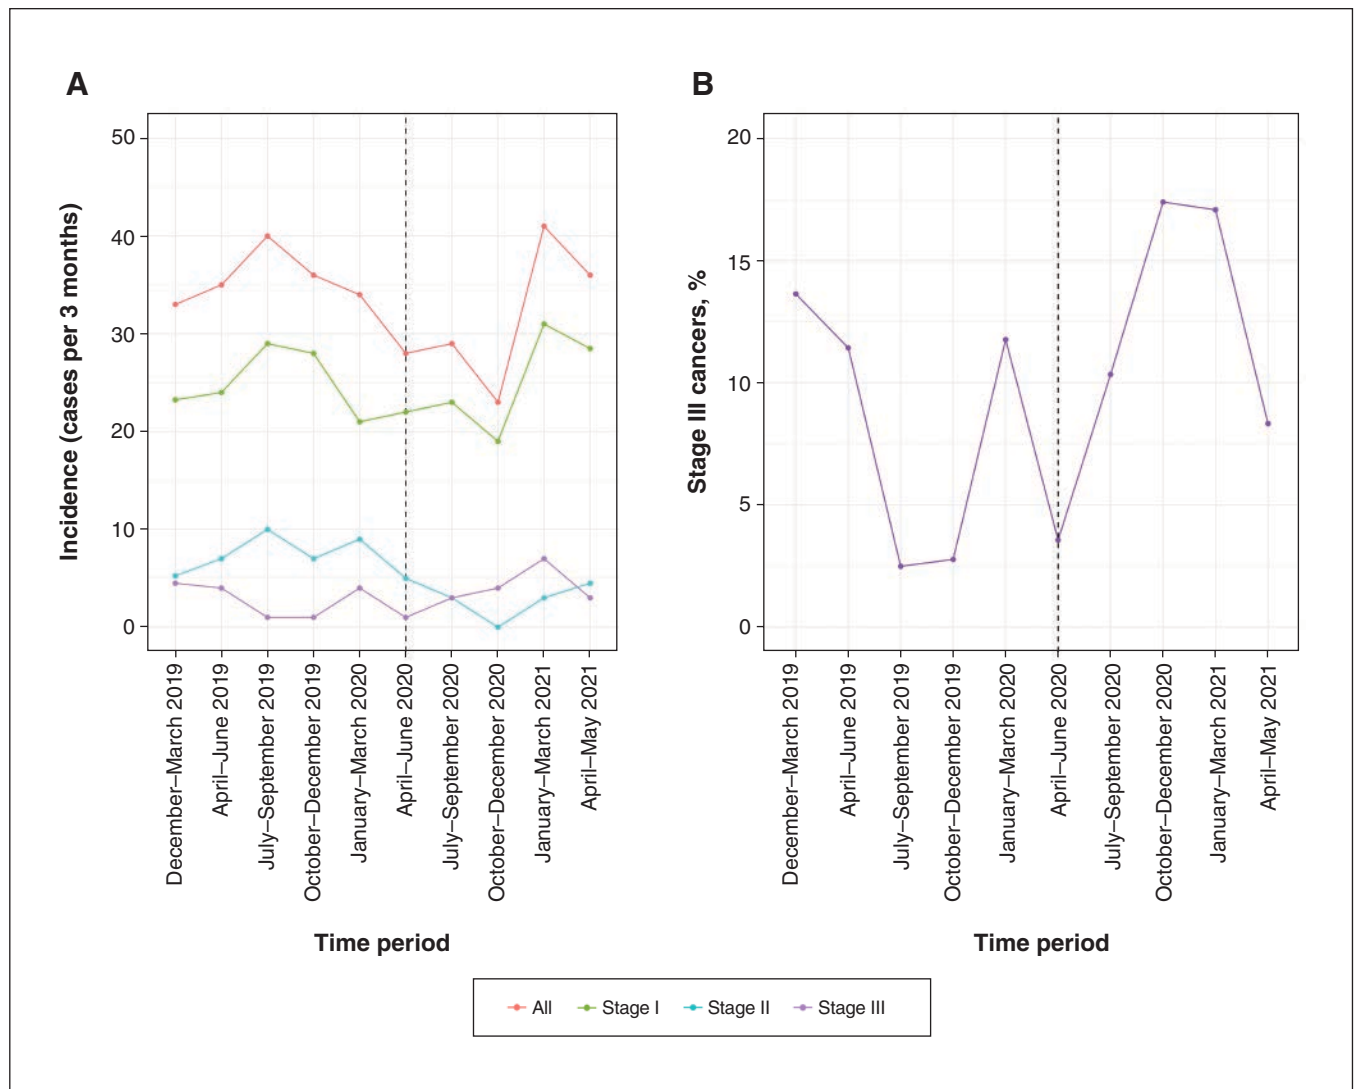 A
B
Incidence (cases per 3 months)
50
40
30
20
10
0
December–March 2019
April–June 2019
July–September 2019
October–December 2019
January–March 2020
April–June 2020
July–September 2020
October–December 2020
January–March 2021
April–May 2021
Time period
Stage III cancers, %
20
15
10
5
0
December–March 2019
April–June 2019
July–September 2019
October–December 2019
January–March 2020
April–June 2020
July–September 2020
October–December 2020
January–March 2021
April–May 2021
Time period
All Stage I Stage II Stage III